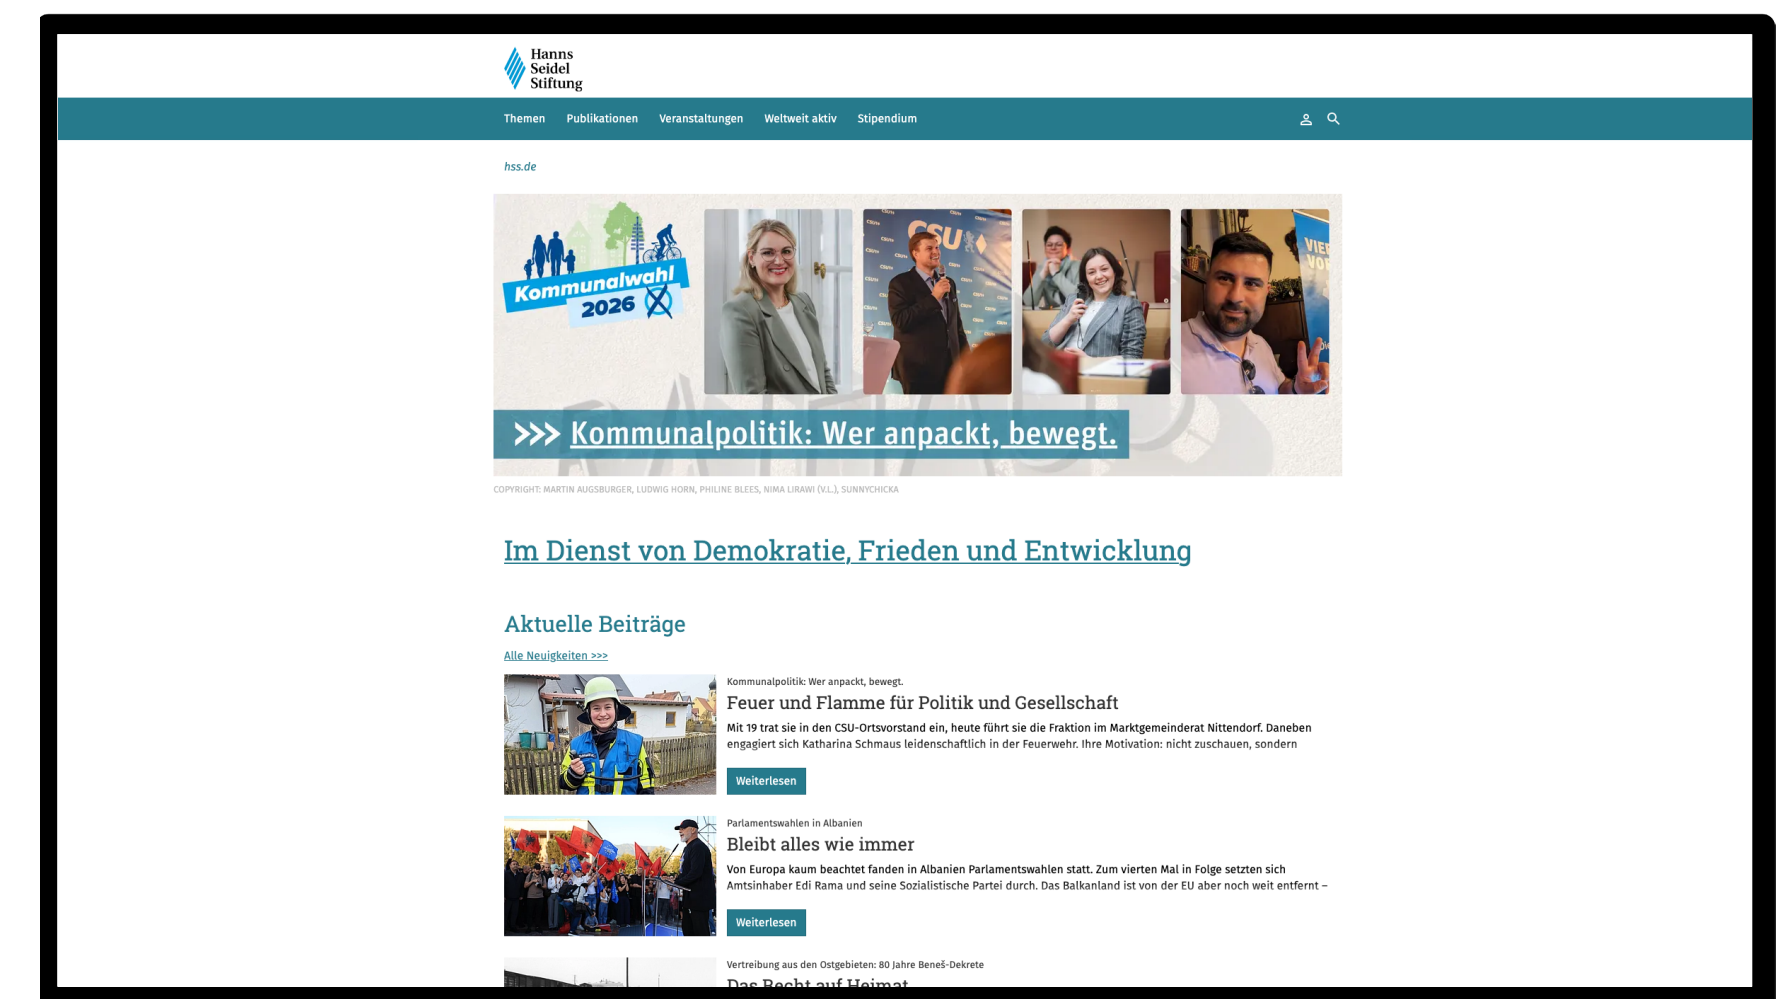 Hanns
Seidel
Stiftung
Themen Publikationen Veranstaltungen Weltweit aktiv Stipendium
hss.de
Kommunalwahl
2026
CSU
VIE
VO
>>> Kommunalpolitik: Wer anpackt, bewegt.
COPYRIGHT: MARTIN AUGSBURGER, LUDWIG HORN, PHILINE BLEES, NIMA LIRAWI (V.L.), SUNNYCHICKA
Im Dienst von Demokratie, Frieden und Entwicklung
Aktuelle Beiträge
Alle Neuigkeiten >>>
Kommunalpolitik: Wer anpackt, bewegt.
Feuer und Flamme für Politik und Gesellschaft
Mit 19 trat sie in den CSU-Ortsvorstand ein, heute führt sie die Fraktion im Marktgemeinderat Nittendorf. Daneben
engagiert sich Katharina Schmaus leidenschaftlich in der Feuerwehr. Ihre Motivation: nicht zuschauen, sondern
Weiterlesen
Parlamentswahlen in Albanien
Bleibt alles wie immer
Von Europa kaum beachtet fanden in Albanien Parlamentswahlen statt. Zum vierten Mal in Folge setzten sich
Amtsinhaber Edi Rama und seine Sozialistische Partei durch. Das Balkanland ist von der EU aber noch weit entfernt –
Weiterlesen
Vertreibung aus den Ostgebieten: 80 Jahre Beneš-Dekrete
Das Recht auf Heimat